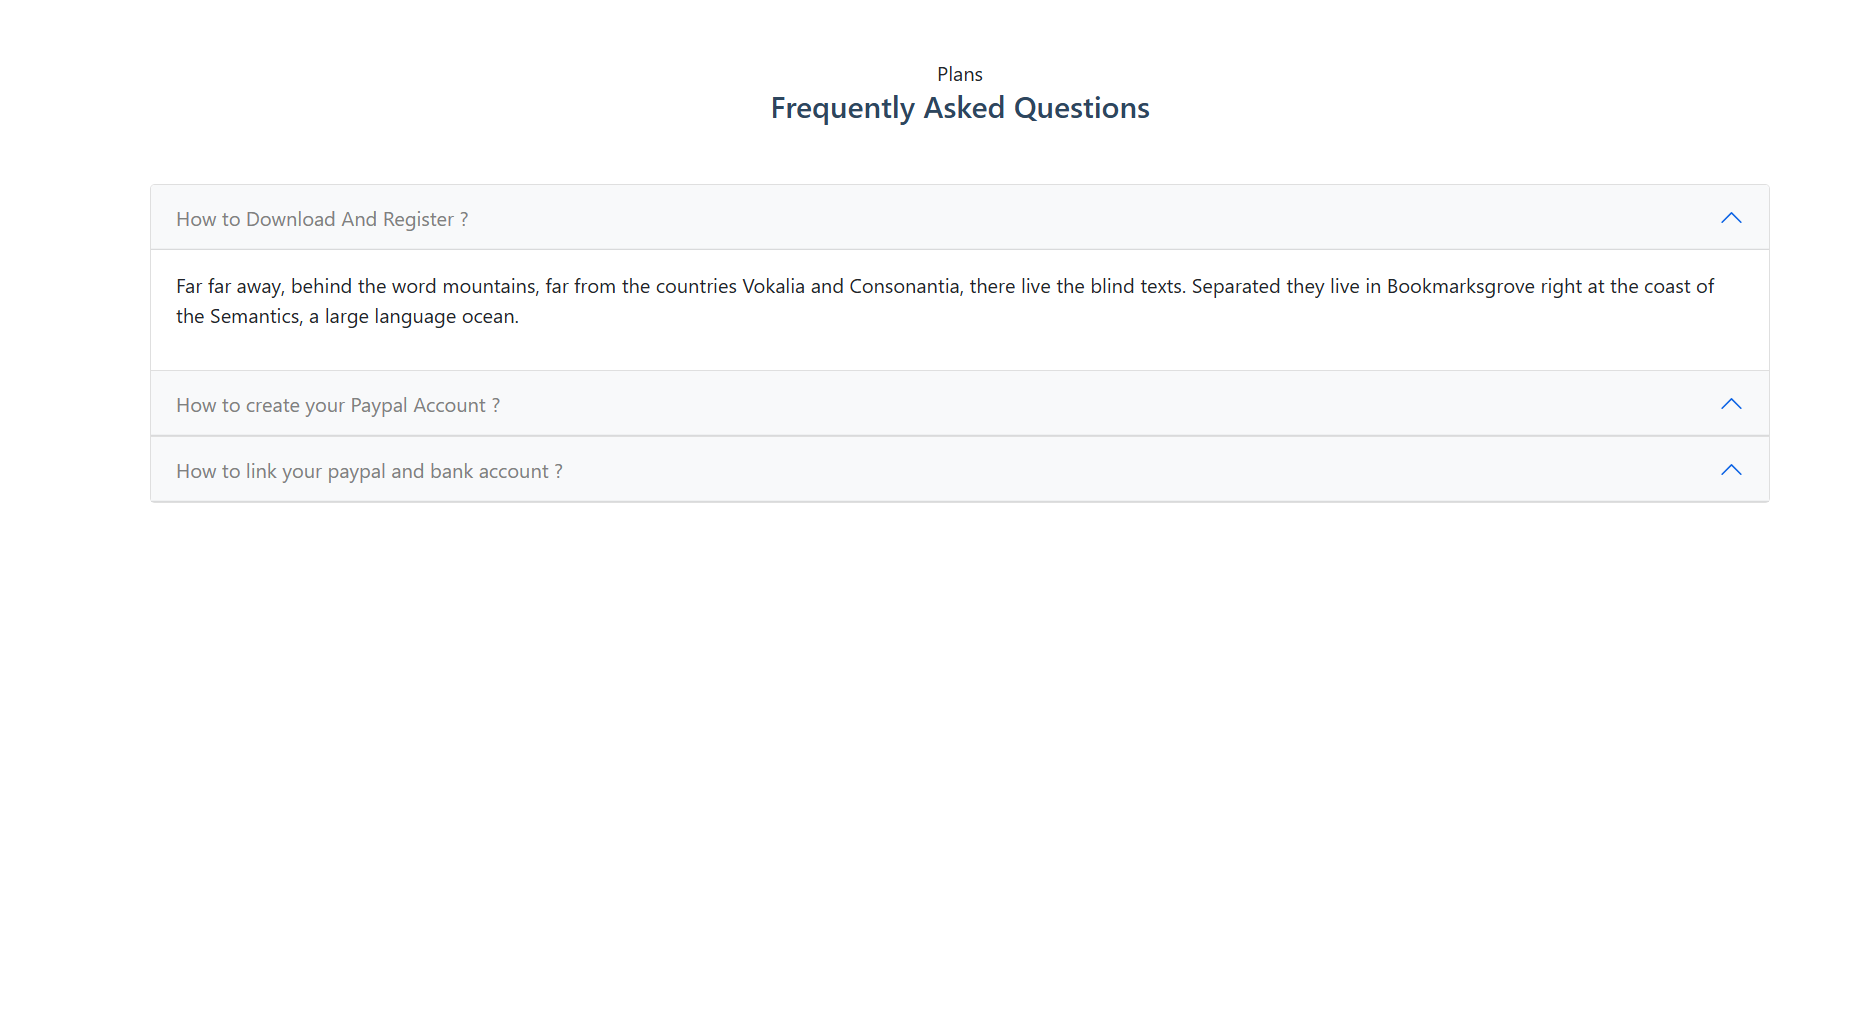 Plans
Frequently Asked Questions
How to Download And Register ?
Far far away, behind the word mountains, far from the countries Vokalia and Consonantia, there live the blind texts. Separated they live in Bookmarksgrove right at the coast of
the Semantics, a large language ocean.
How to create your Paypal Account ?
How to link your paypal and bank account ?